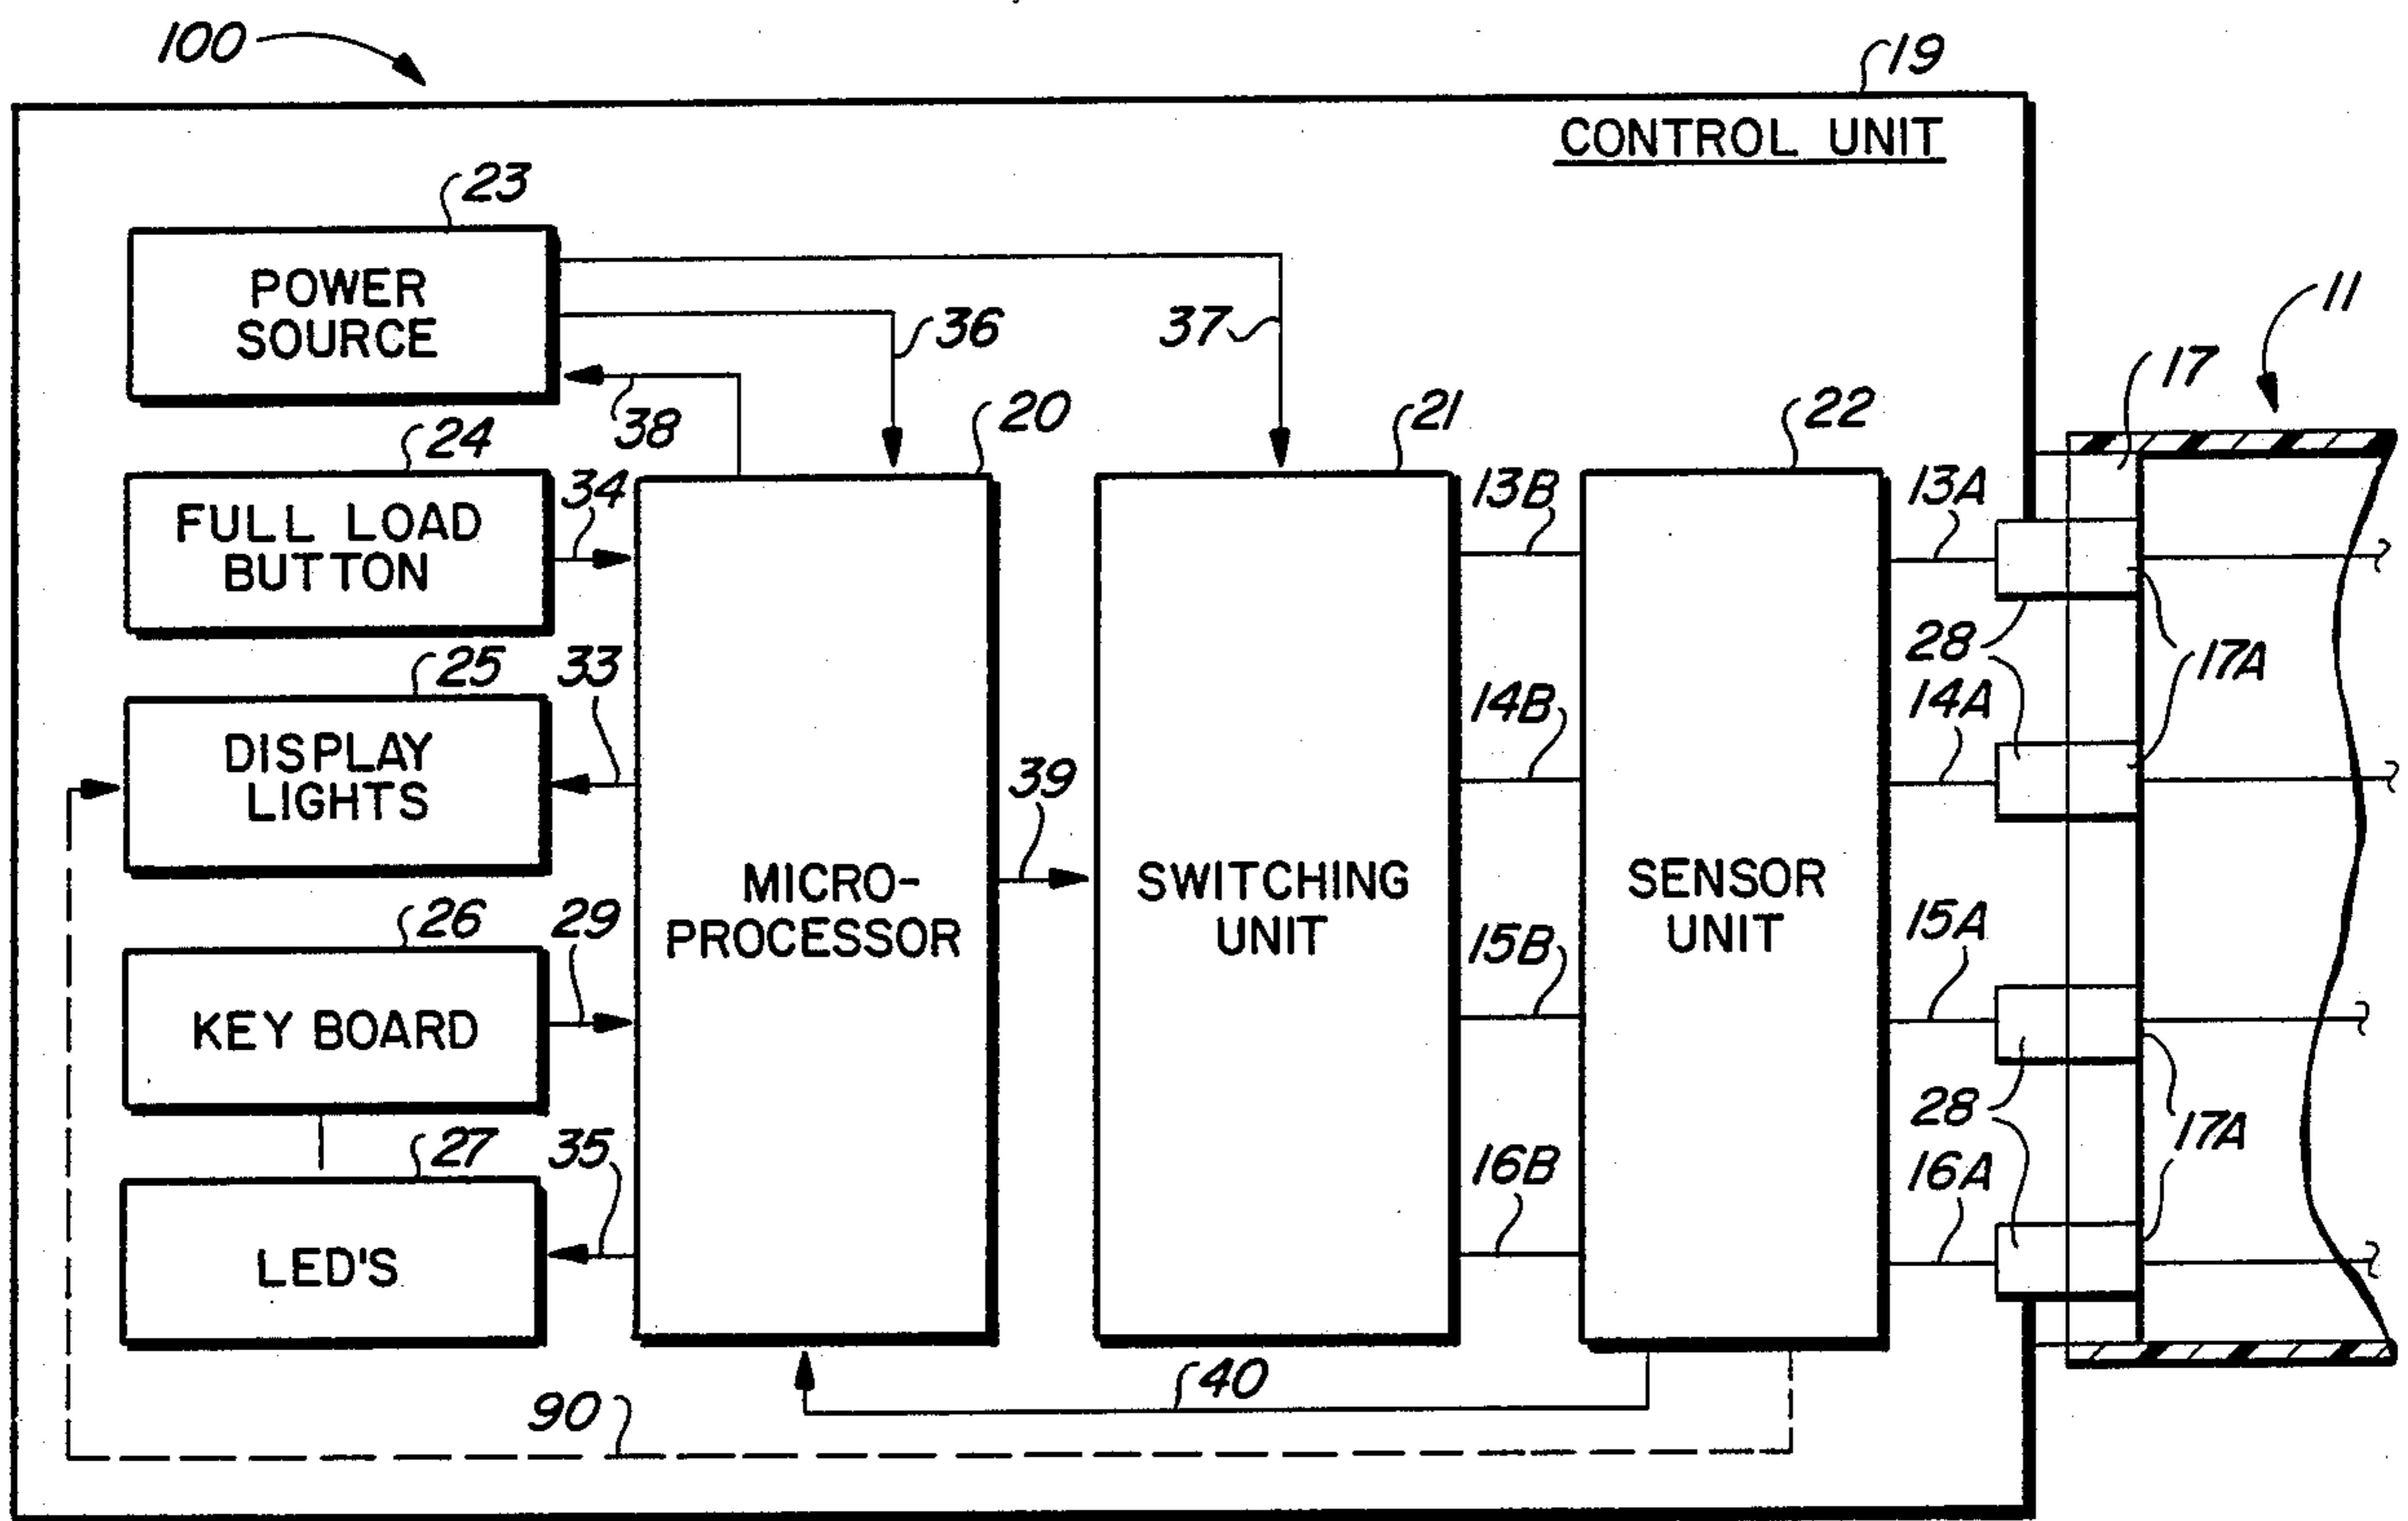 100
19
CONTROL UNIT
23
POWER
SOURCE
36
37
11
17
38
20
21
22
24
34
FULL LOAD
BUTTON
13B
13A
28
17A
25
33
DISPLAY
LIGHTS
14B
14A
39
MICRO-
PROCESSOR
SWITCHING
UNIT
SENSOR
UNIT
26
29
KEY BOARD
15B
15A
28
17A
27
35
LED'S
16B
16A
40
90